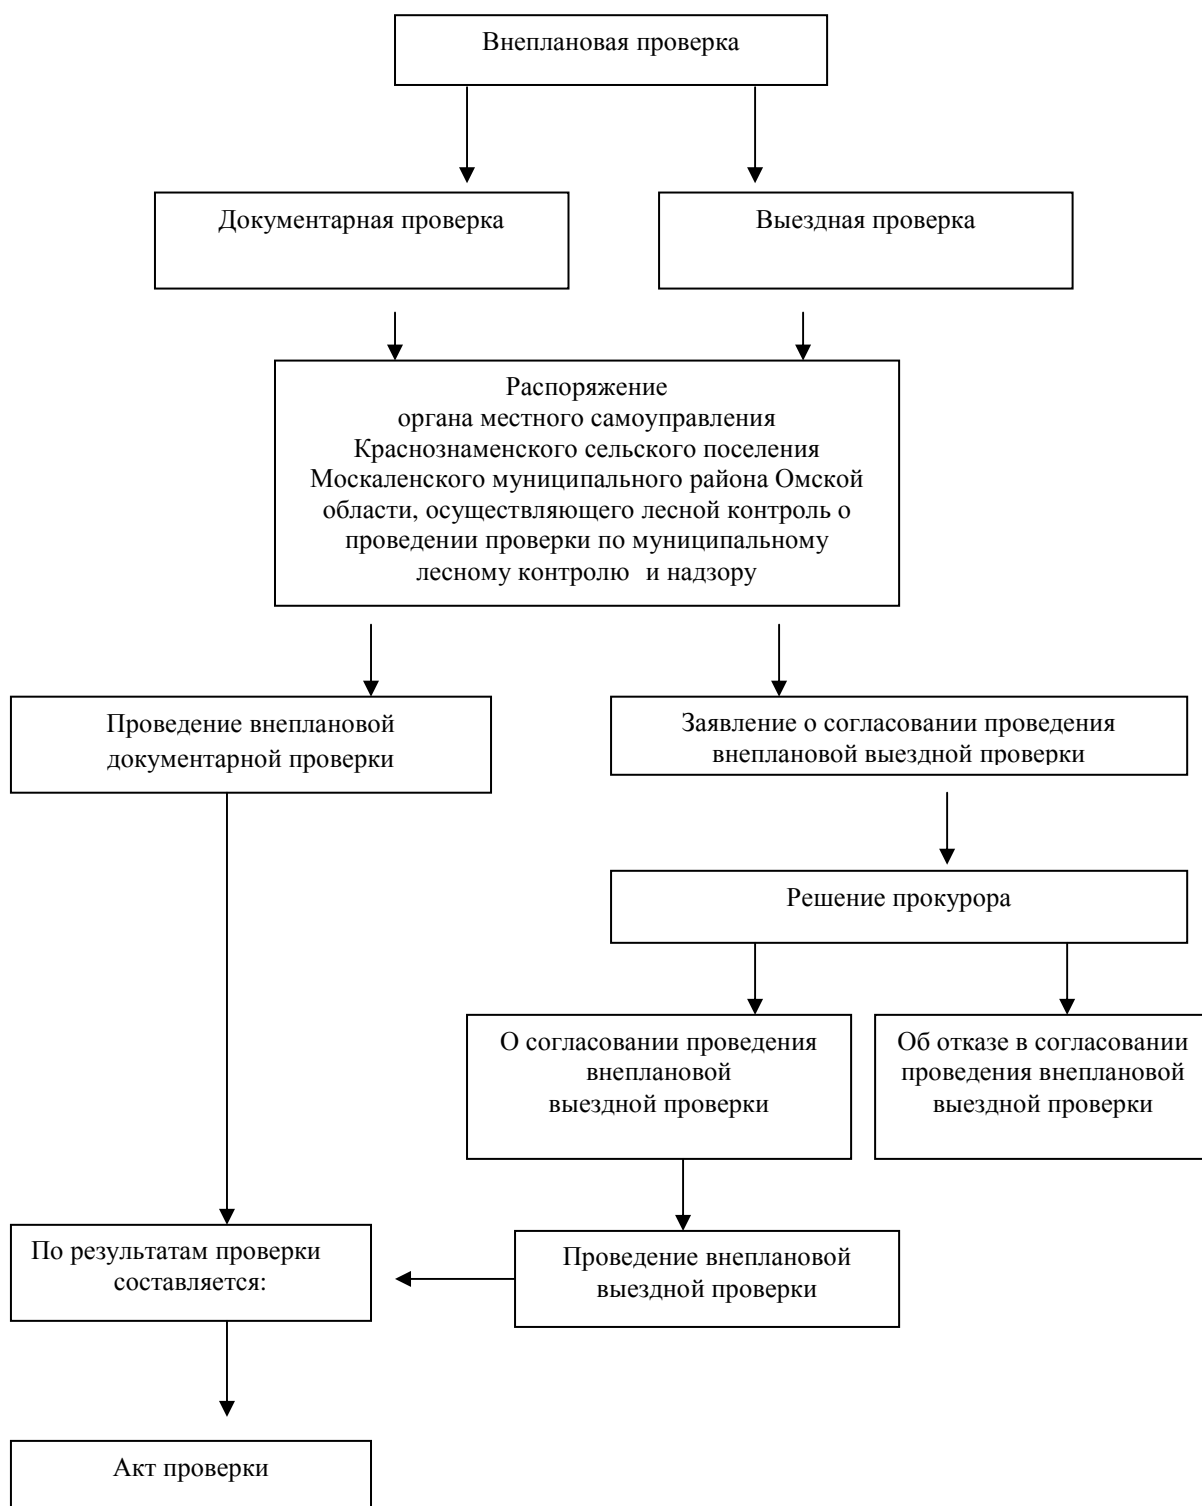 Внеплановая проверка
Документарная проверка
Выездная проверка
Распоряжение
органа местного самоуправления
Краснознаменского сельского поселения
Москаленского муниципального района Омской
области, осуществляющего лесной контроль о
проведении проверки по муниципальному
лесному контролю и надзору
Проведение внеплановой
документарной проверки
Заявление о согласовании проведения
внеплановой выездной проверки
Решение прокурора
О согласовании проведения
внеплановой
выездной проверки
Об отказе в согласовании
проведения внеплановой
выездной проверки
По результатам проверки
составляется:
Проведение внеплановой
выездной проверки
Акт проверки